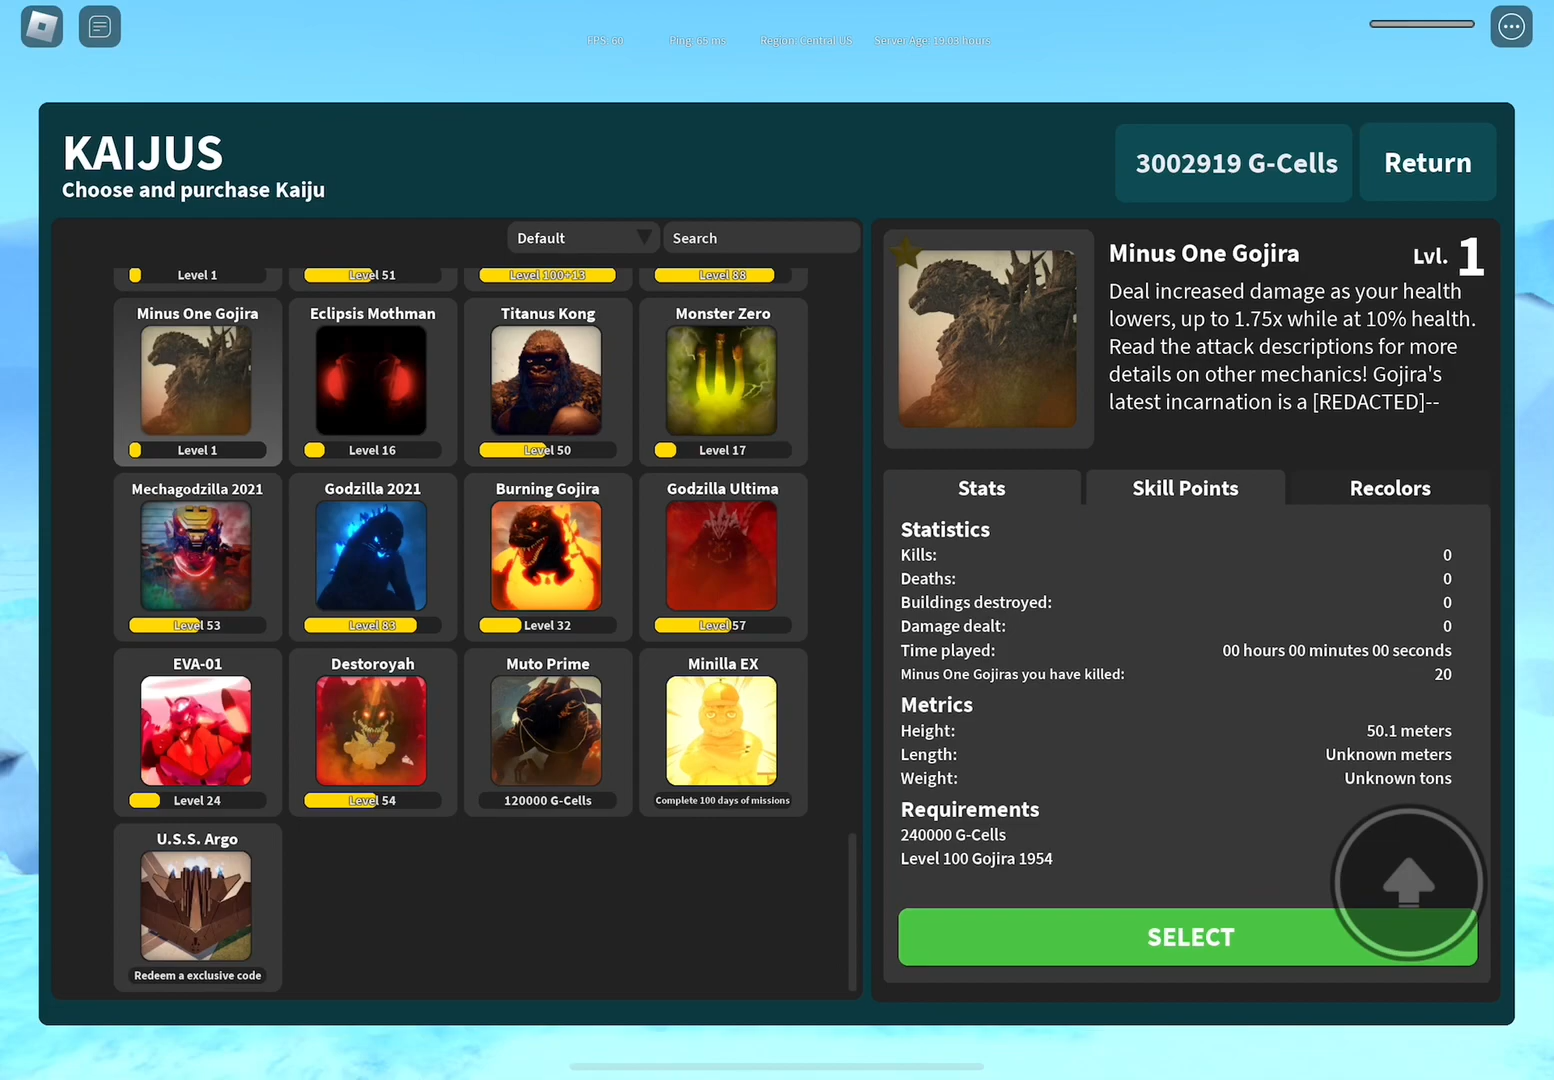 FPS: 60 Ping: 65 ms Region: Central US Server Age: 19.03 hours
KAIJUS
Choose and purchase Kaiju
3002919 G-Cells
Return
Default
Search
Level 1
Level 51
Level 100+13
Level 88
Minus One Gojira
Eclipsis Mothman
Titanus Kong
Monster Zero
Level 1
Level 16
Level 50
Level 17
Mechagodzilla 2021
Godzilla 2021
Burning Gojira
Godzilla Ultima
Level 53
Level 83
Level 32
Level 57
EVA-01
Destoroyah
Muto Prime
Minilla EX
Level 24
Level 54
120000 G-Cells
Complete 100 days of missions
U.S.S. Argo
Redeem a exclusive code
Minus One Gojira
Lvl. 1
Deal increased damage as your health
lowers, up to 1.75x while at 10% health.
Read the attack descriptions for more
details on other mechanics! Gojira's
latest incarnation is a [REDACTED]--
Stats
Skill Points
Recolors
Statistics
Kills: 0
Deaths: 0
Buildings destroyed: 0
Damage dealt: 0
Time played: 00 hours 00 minutes 00 seconds
Minus One Gojiras you have killed: 20
Metrics
Height: 50.1 meters
Length: Unknown meters
Weight: Unknown tons
Requirements
240000 G-Cells
Level 100 Gojira 1954
SELECT